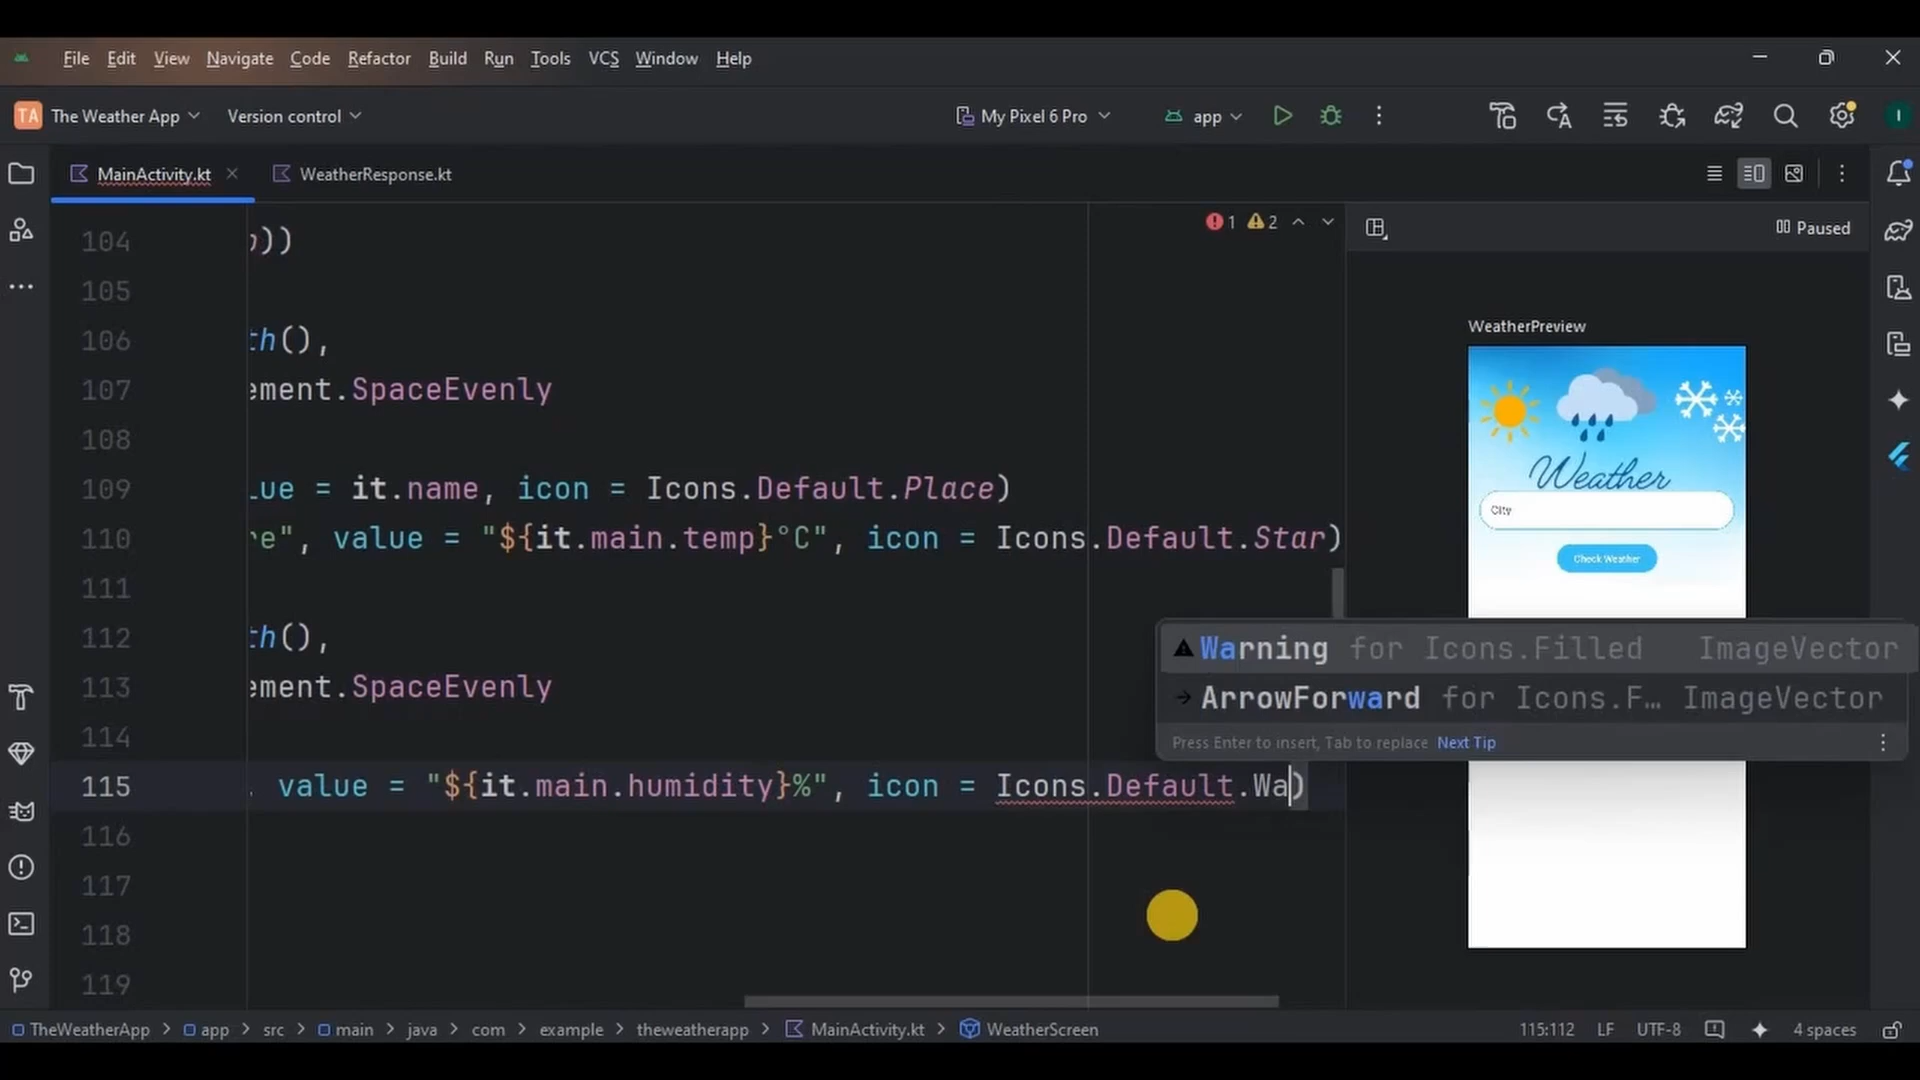 File Edit View Navigate Code Refactor Build Run Tools VCS Window Help
TA The Weather App Version control My Pixel 6 Pro app I
MainActivity.kt WeatherResponse.kt
1 2 Paused
104 ))
105
106 th(),
107 ement.SpaceEvenly
108
109 lue = it.name, icon = Icons.Default.Place)
110 re", value = "${it.main.temp}°C", icon = Icons.Default.Star)
111
112 th(),
113 ement.SpaceEvenly
114
115 value = "${it.main.humidity}%", icon = Icons.Default.Wa)
116
117
118
119
WeatherPreview
Weather
City
Check Weather
Warning for Icons.Filled ImageVector
ArrowForward for Icons.F… ImageVector
Press Enter to insert, Tab to replace Next Tip
TheWeatherApp > app > src > main > java > com > example > theweatherapp > MainActivity.kt > WeatherScreen 115:112 LF UTF-8 4 spaces